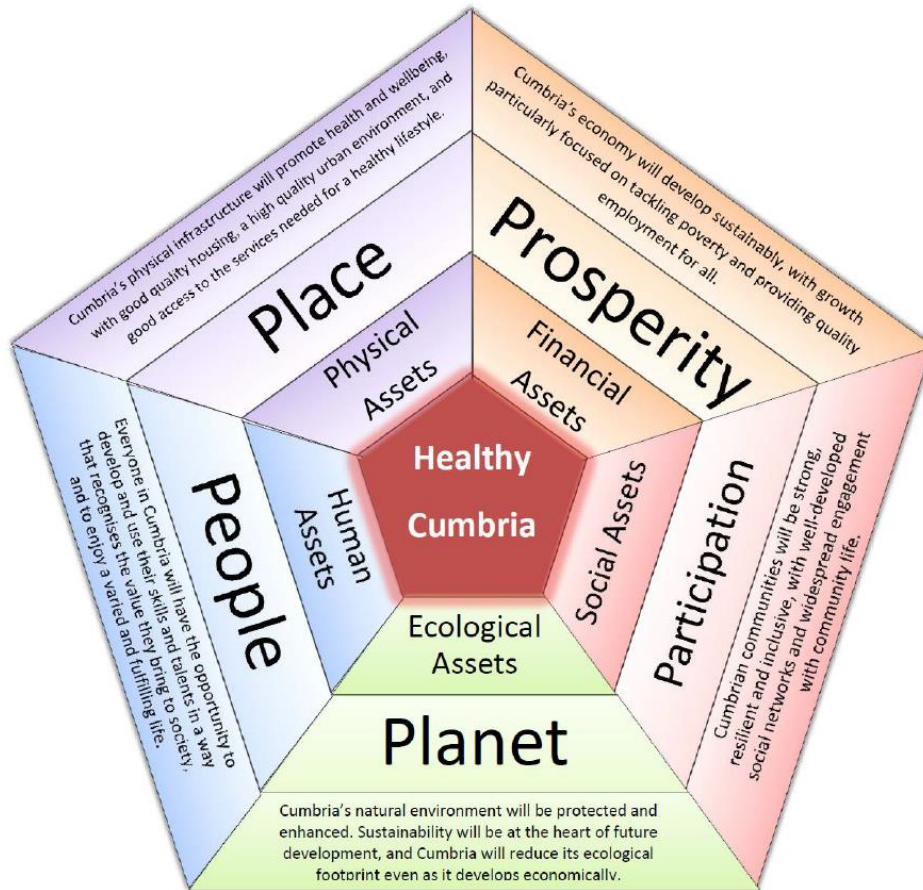 Healthy
Cumbria
Cumbria's physical infrastructure will promote health and wellbeing,
with good quality housing, a high quality urban environment, and
good access to the services needed for a healthy lifestyle.
Place
Physical
Assets
Cumbria's economy will develop sustainably, with growth
particularly focused on tackling poverty and providing quality
employment for all.
Prosperity
Financial
Assets
Social Assets
Participation
Cumbrian communities will be strong,
resilient and inclusive, with well-developed
social networks and widespread engagement
with community life.
Ecological
Assets
Planet
Cumbria's natural environment will be protected and
enhanced. Sustainability will be at the heart of future
development, and Cumbria will reduce its ecological
footprint even as it develops economically.
Human
Assets
People
Everyone in Cumbria will have the opportunity to
develop and use their skills and talents in a way
that recognises the value they bring to society,
and to enjoy a varied and fulfilling life.